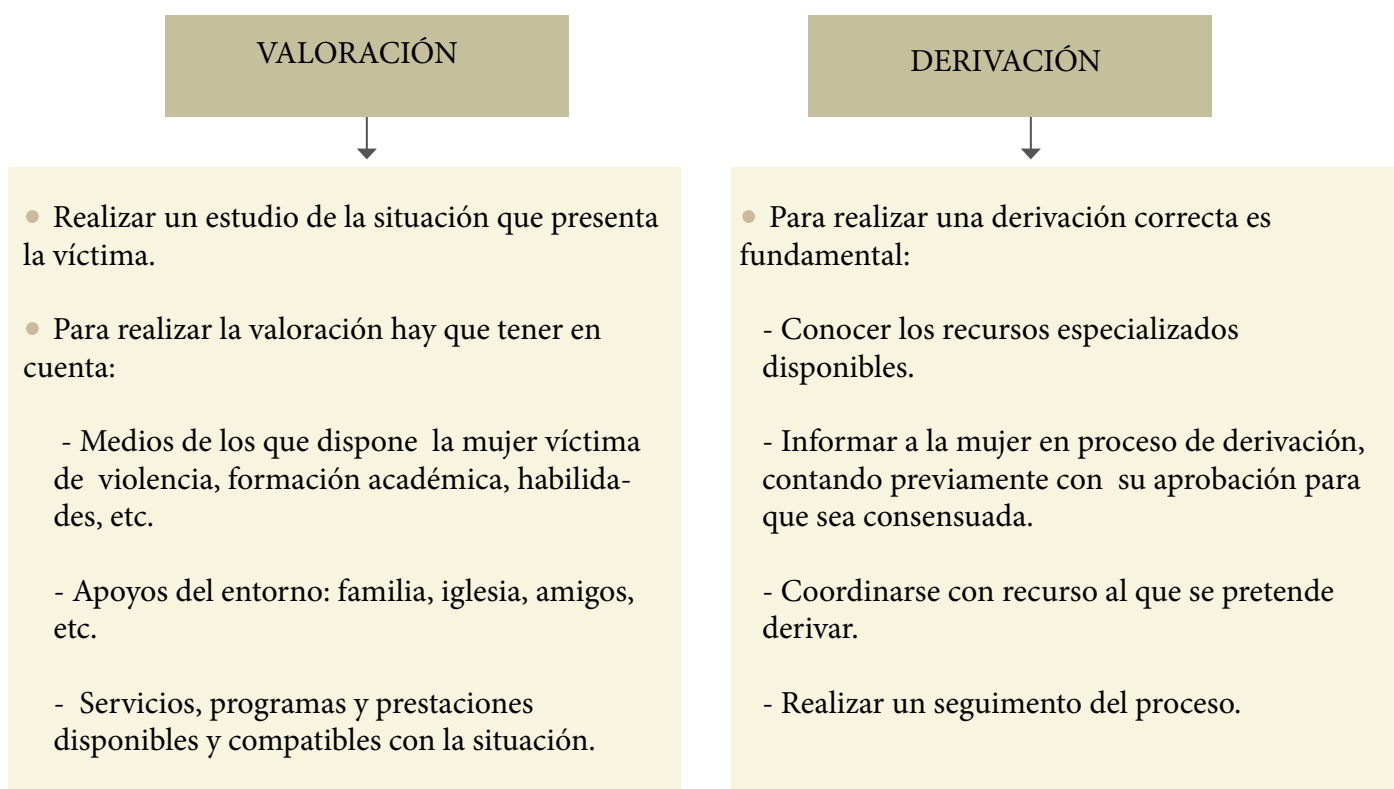 VALORACIÓN
• Realizar un estudio de la situación que presenta
la víctima.
• Para realizar la valoración hay que tener en
cuenta:
- Medios de los que dispone la mujer víctima
de violencia, formación académica, habilida-
des, etc.
- Apoyos del entorno: familia, iglesia, amigos,
etc.
- Servicios, programas y prestaciones
disponibles y compatibles con la situación.
DERIVACIÓN
• Para realizar una derivación correcta es
fundamental:
- Conocer los recursos especializados
disponibles.
- Informar a la mujer en proceso de derivación,
contando previamente con su aprobación para
que sea consensuada.
- Coordinarse con recurso al que se pretende
derivar.
- Realizar un seguimento del proceso.